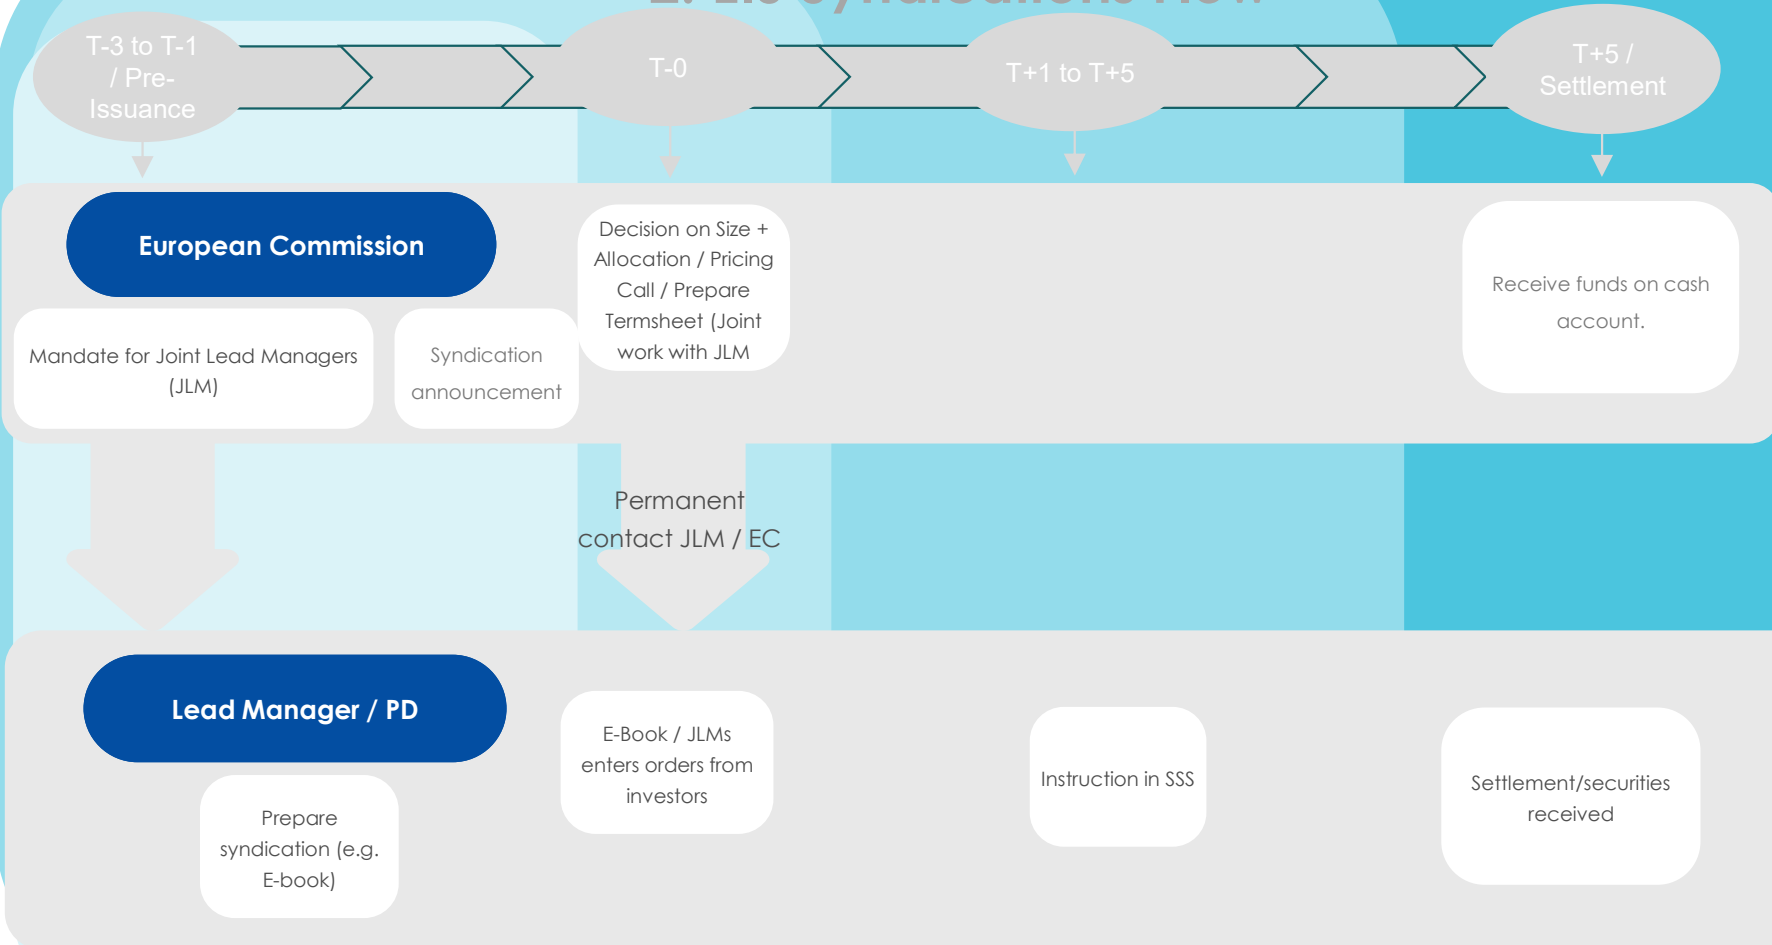 T-3 to T-1
/ Pre-
Issuance
T-0
T+1 to T+5
T+5 /
Settlement
European Commission
Mandate for Joint Lead Managers
(JLM)
Syndication
announcement
Decision on Size +
Allocation / Pricing
Call / Prepare
Termsheet (Joint
work with JLM
Receive funds on cash
account.
Permanent
contact JLM / EC
Lead Manager / PD
Prepare
syndication (e.g.
E-book)
E-Book / JLMs
enters orders from
investors
Instruction in SSS
Settlement/securities
received